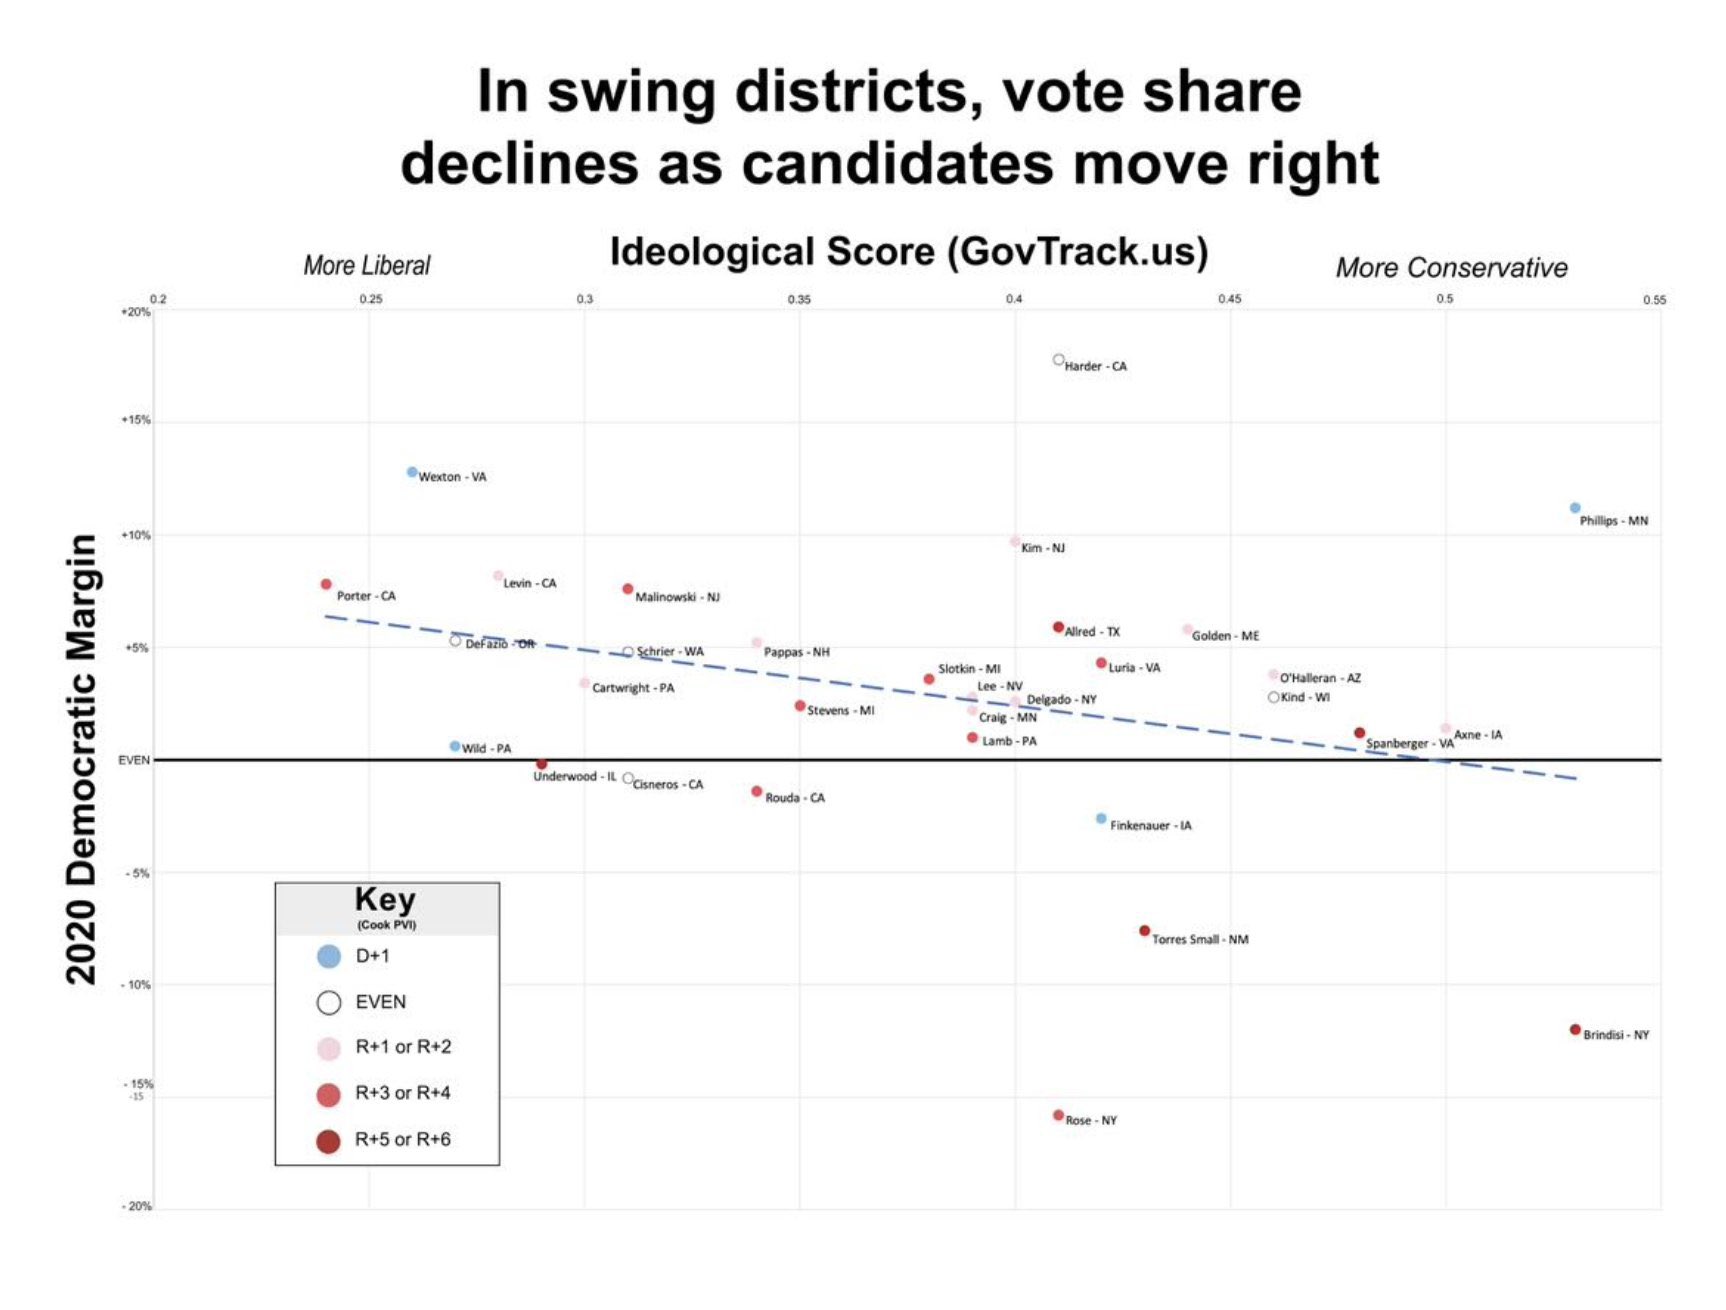 In swing districts, vote share
declines as candidates move right
Ideological Score (GovTrack.us)
More Liberal
More Conservative
0.2 0.25 0.3 0.35 0.4 0.45 0.5 0.55
+20%
Harder - CA
+15%
Wexton - VA
Phillips - MN
+10%
Kim - NJ
Levin - CA
Porter - CA
Malinowski - NJ
Allred - TX
Golden - ME
DeFazio - OR
+5%
Schrier - WA
Pappas - NH
Slotkin - MI
Luria - VA
O'Halleran - AZ
Cartwright - PA
Lee - NV
Kind - WI
Delgado - NY
Stevens - MI
Craig - MN
Axne - IA
Lamb - PA
Spanberger - VA
Wild - PA
EVEN
Underwood - IL
Cisneros - CA
Rouda - CA
Finkenauer - IA
- 5%
Torres Small - NM
- 10%
Brindisi - NY
- 15%
-15
Rose - NY
- 20%
2020 Democratic Margin
Key
(Cook PVI)
D+1
EVEN
R+1 or R+2
R+3 or R+4
R+5 or R+6